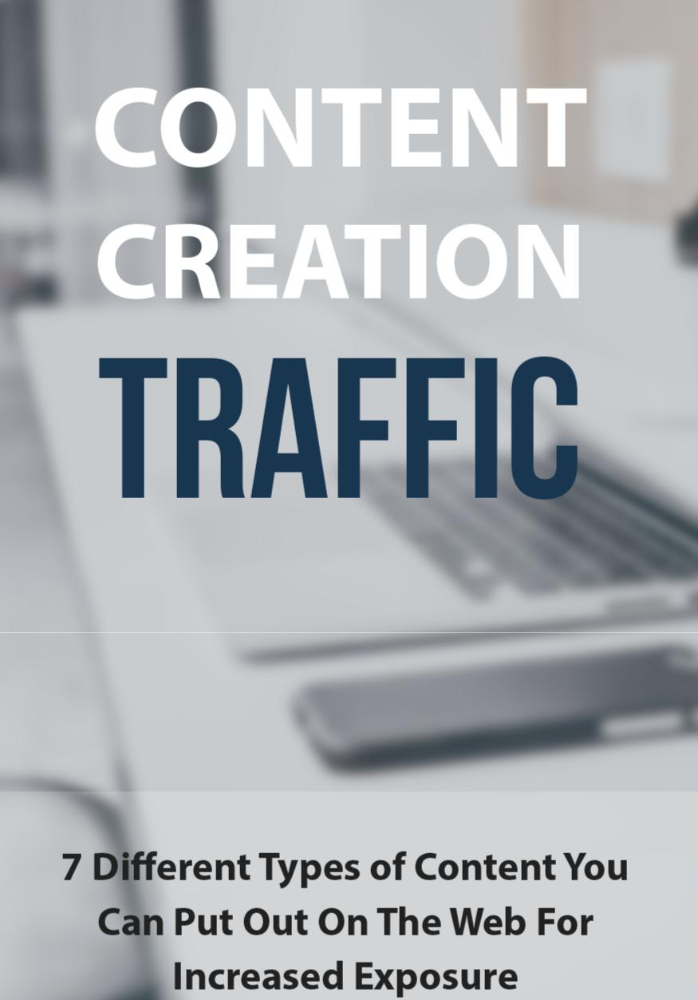 CONTENT
CREATION
TRAFFIC
7 Different Types of Content You
Can Put Out On The Web For
Increased Exposure